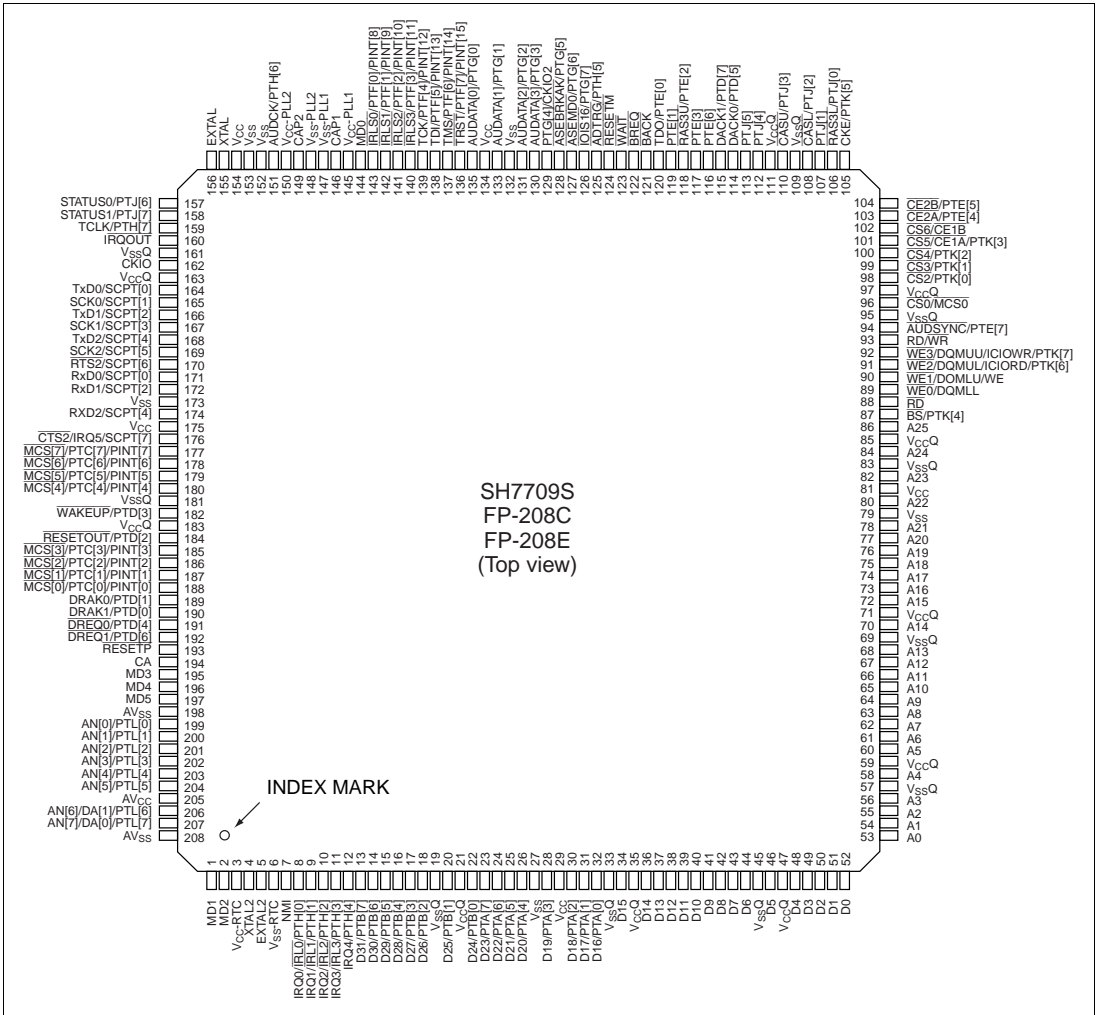 156 EXTAL
155 XTAL
154 VCC
153 VSS
152 VSS
151 AUDCK/PTH[6]
150 VCC-PLL2
149 CAP2
148 VSS-PLL2
147 VSS-PLL1
146 CAP1
145 VCC-PLL1
144 MD0
143 IRLS0/PTF[0]/PINT[8]
142 IRLS1/PTF[1]/PINT[9]
141 IRLS2/PTF[2]/PINT[10]
140 IRLS3/PTF[3]/PINT[11]
139 TCK/PTF[4]/PINT[12]
138 TDI/PTF[5]/PINT[13]
137 TMS/PTF[6]/PINT[14]
136 TRST/PTF[7]/PINT[15]
135 AUDATA[0]/PTG[0]
134 VCC
133 AUDATA[1]/PTG[1]
132 VSS
131 AUDATA[2]/PTG[2]
130 AUDATA[3]/PTG[3]
129 PTG[4]/CKIO2
128 ASEBRKAK/PTG[5]
127 ASEMD0/PTG[6]
126 IOIS16/PTG[7]
125 ADTRG/PTH[5]
124 RESETM
123 WAIT
122 BREQ
121 BACK
120 TDO/PTE[0]
119 PTE[1]
118 RAS3U/PTE[2]
117 PTE[3]
116 PTE[6]
115 DACK1/PTD[7]
114 DACK0/PTD[5]
113 PTJ[5]
112 PTJ[4]
111 VCCQ
110 CASU/PTJ[3]
109 VSSQ
108 CASL/PTJ[2]
107 PTJ[1]
106 RAS3L/PTJ[0]
105 CKE/PTK[5]
STATUS0/PTJ[6] 157
STATUS1/PTJ[7] 158
TCLK/PTH[7] 159
IRQOUT 160
VSSQ 161
CKIO 162
VCCQ 163
TxD0/SCPT[0] 164
SCK0/SCPT[1] 165
TxD1/SCPT[2] 166
SCK1/SCPT[3] 167
TxD2/SCPT[4] 168
SCK2/SCPT[5] 169
RTS2/SCPT[6] 170
RxD0/SCPT[0] 171
RxD1/SCPT[2] 172
VSS 173
RXD2/SCPT[4] 174
VCC 175
CTS2/IRQ5/SCPT[7] 176
MCS[7]/PTC[7]/PINT[7] 177
MCS[6]/PTC[6]/PINT[6] 178
MCS[5]/PTC[5]/PINT[5] 179
MCS[4]/PTC[4]/PINT[4] 180
VSSQ 181
WAKEUP/PTD[3] 182
VCCQ 183
RESETOUT/PTD[2] 184
MCS[3]/PTC[3]/PINT[3] 185
MCS[2]/PTC[2]/PINT[2] 186
MCS[1]/PTC[1]/PINT[1] 187
MCS[0]/PTC[0]/PINT[0] 188
DRAK0/PTD[1] 189
DRAK1/PTD[0] 190
DREQ0/PTD[4] 191
DREQ1/PTD[6] 192
RESETP 193
CA 194
MD3 195
MD4 196
MD5 197
AVSS 198
AN[0]/PTL[0] 199
AN[1]/PTL[1] 200
AN[2]/PTL[2] 201
AN[3]/PTL[3] 202
AN[4]/PTL[4] 203
AN[5]/PTL[5] 204
AVCC 205
AN[6]/DA[1]/PTL[6] 206
AN[7]/DA[0]/PTL[7] 207
AVSS 208
SH7709S
FP-208C
FP-208E
(Top view)
INDEX MARK
104 CE2B/PTE[5]
103 CE2A/PTE[4]
102 CS6/CE1B
101 CS5/CE1A/PTK[3]
100 CS4/PTK[2]
99 CS3/PTK[1]
98 CS2/PTK[0]
97 VCCQ
96 CS0/MCS0
95 VSSQ
94 AUDSYNC/PTE[7]
93 RD/WR
92 WE3/DQMUU/ICIOWR/PTK[7]
91 WE2/DQMUL/ICIORD/PTK[6]
90 WE1/DOMLU/WE
89 WE0/DQMLL
88 RD
87 BS/PTK[4]
86 A25
85 VCCQ
84 A24
83 VSSQ
82 A23
81 VCC
80 A22
79 VSS
78 A21
77 A20
76 A19
75 A18
74 A17
73 A16
72 A15
71 VCCQ
70 A14
69 VSSQ
68 A13
67 A12
66 A11
65 A10
64 A9
63 A8
62 A7
61 A6
60 A5
59 VCCQ
58 A4
57 VSSQ
56 A3
55 A2
54 A1
53 A0
MD1 1
MD2 2
VCC-RTC 3
XTAL2 4
EXTAL2 5
VSS-RTC 6
NMI 7
IRQ0/IRL0/PTH[0] 8
IRQ1/IRL1/PTH[1] 9
IRQ2/IRL2/PTH[2] 10
IRQ3/IRL3/PTH[3] 11
IRQ4/PTH[4] 12
D31/PTB[7] 13
D30/PTB[6] 14
D29/PTB[5] 15
D28/PTB[4] 16
D27/PTB[3] 17
D26/PTB[2] 18
VSSQ 19
D25/PTB[1] 20
VCCQ 21
D24/PTB[0] 22
D23/PTA[7] 23
D22/PTA[6] 24
D21/PTA[5] 25
D20/PTA[4] 26
VSS 27
D19/PTA[3] 28
VCC 29
D18/PTA[2] 30
D17/PTA[1] 31
D16/PTA[0] 32
VSSQ 33
D15 34
VCCQ 35
D14 36
D13 37
D12 38
D11 39
D10 40
D9 41
D8 42
D7 43
D6 44
VSSQ 45
D5 46
VCCQ 47
D4 48
D3 49
D2 50
D1 51
D0 52